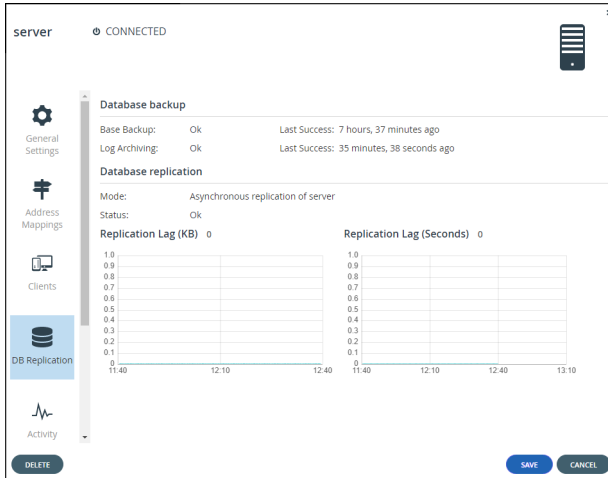 server
CONNECTED
General
Settings
Address
Mappings
Clients
DB Replication
Activity
Database backup
Base Backup: Ok Last Success: 7 hours, 37 minutes ago
Log Archiving: Ok Last Success: 35 minutes, 38 seconds ago
Database replication
Mode: Asynchronous replication of server
Status: Ok
Replication Lag (KB) 0
1.0
0.9
0.8
0.7
0.6
0.5
0.4
0.3
0.2
0.1
0
11:40 12:10 12:40
Replication Lag (Seconds) 0
1.0
0.9
0.8
0.7
0.6
0.5
0.4
0.3
0.2
0.1
0
11:40 12:10 12:40 13:10
DELETE
SAVE
CANCEL